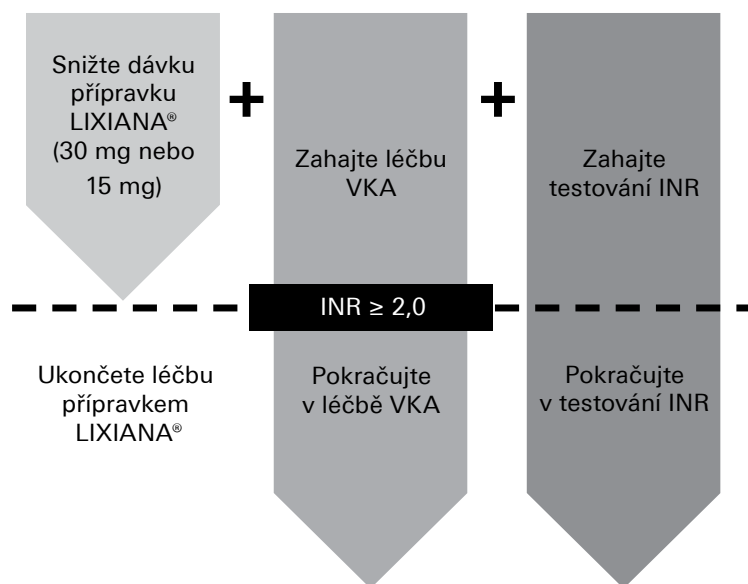 Snižte dávku
přípravku
LIXIANA®
(30 mg nebo
15 mg)
+
Zahajte léčbu
VKA
+
Zahajte
testování INR
INR ≥ 2,0
Ukončete léčbu
přípravkem
LIXIANA®
Pokračujte
v léčbě VKA
Pokračujte
v testování INR